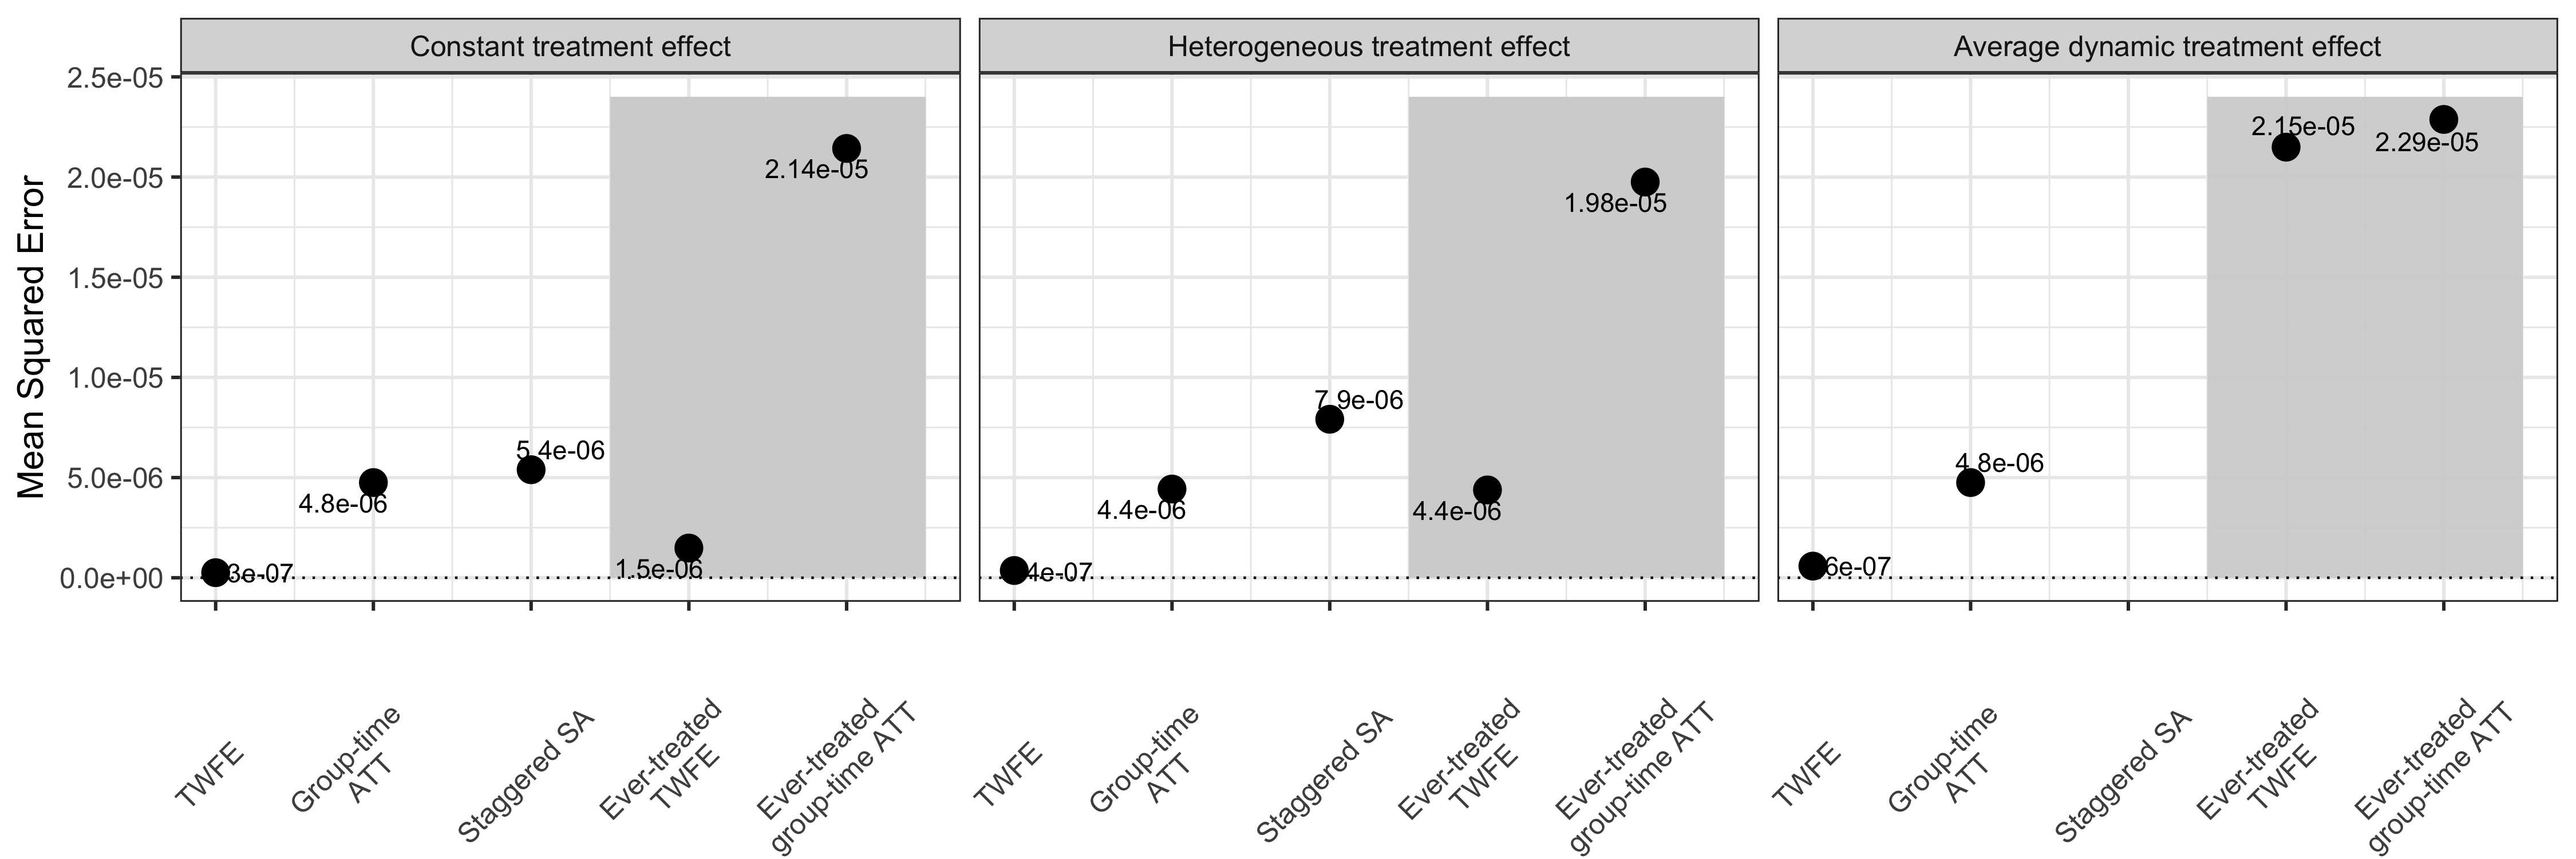 Constant treatment effect
Heterogeneous treatment effect
Average dynamic treatment effect
Mean Squared Error
2.5e-05
2.0e-05
1.5e-05
1.0e-05
5.0e-06
0.0e+00
3e-07
4.8e-06
5.4e-06
1.5e-06
2.14e-05
4e-07
4.4e-06
7.9e-06
4.4e-06
1.98e-05
6e-07
4.8e-06
2.15e-05
2.29e-05
TWFE
Group-time
ATT
Staggered SA
Ever-treated
TWFE
Ever-treated
group-time ATT
TWFE
Group-time
ATT
Staggered SA
Ever-treated
TWFE
Ever-treated
group-time ATT
TWFE
Group-time
ATT
Staggered SA
Ever-treated
TWFE
Ever-treated
group-time ATT